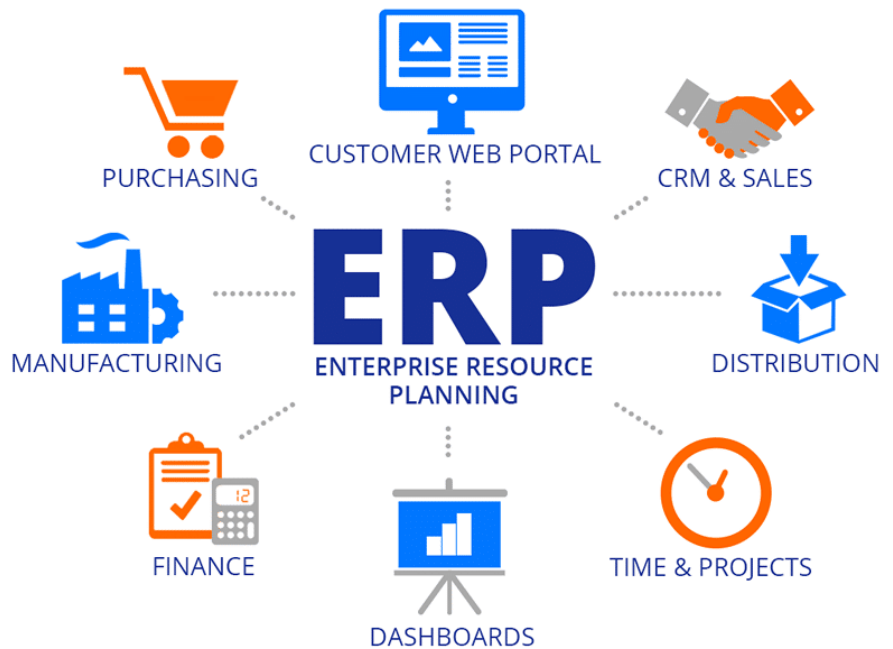 CUSTOMER WEB PORTAL
PURCHASING
CRM & SALES
ERP
ENTERPRISE RESOURCE
PLANNING
MANUFACTURING
DISTRIBUTION
12
FINANCE
TIME & PROJECTS
DASHBOARDS